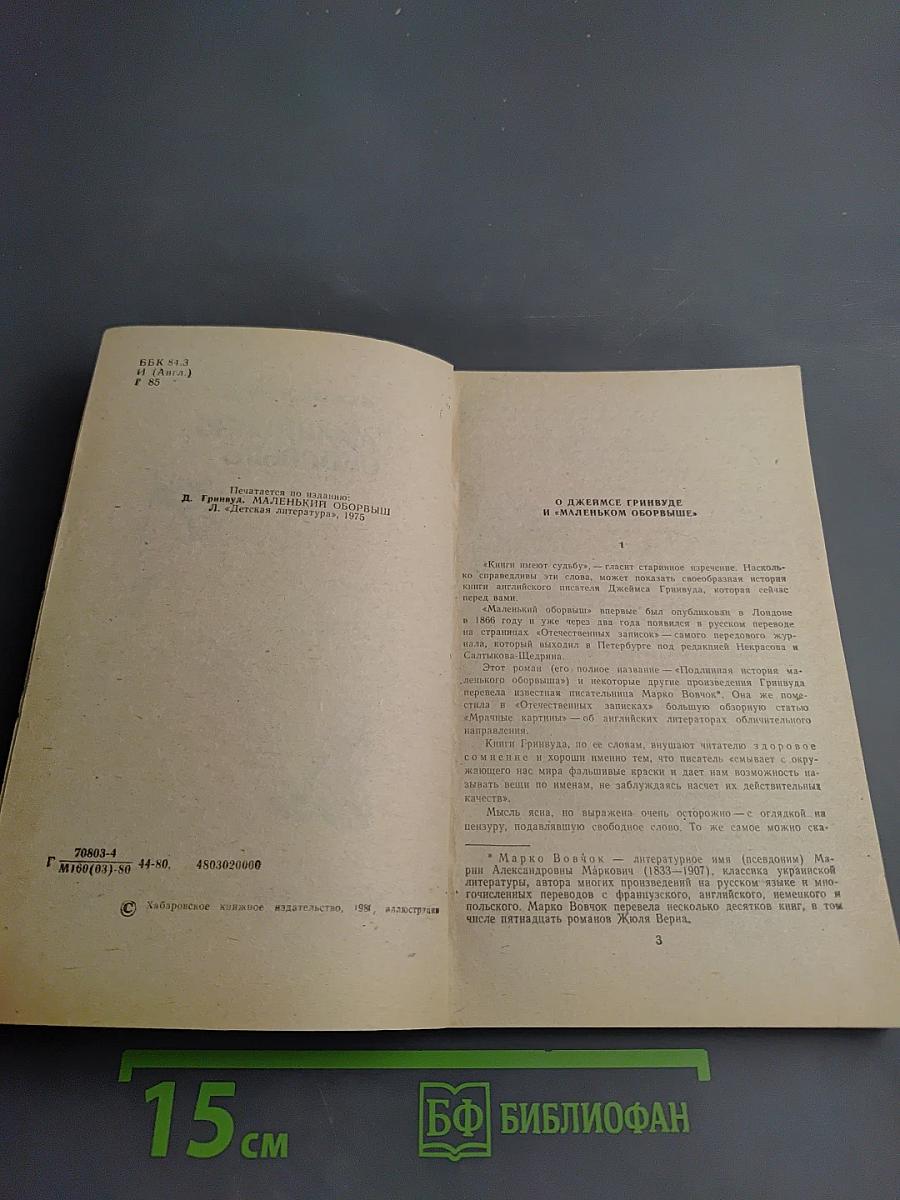 ББК 84.3
И (Англ.)
Г 85
Печатается по изданию:
Д. Гринвуд. МАЛЕНЬКИЙ ОБОРВЫШ
Л. «Детская литература», 1975
Г 70803-4 44-80. 4803020000
М160(03)-80
© Хабаровское книжное издательство, 1981, иллюстрации
О ДЖЕЙМСЕ ГРИНВУДЕ
И «МАЛЕНЬКОМ ОБОРВЫШЕ»
1
«Книги имеют судьбу», — гласит старинное изречение. Насколь-
ко справедливы эти слова, может показать своеобразная история
книги английского писателя Джеймса Гринвуда, которая сейчас
перед вами.
«Маленький оборвыш» впервые был опубликован в Лондоне
в 1866 году и уже через два года появился в русском переводе
на страницах «Отечественных записок» — самого передового жур-
нала, который выходил в Петербурге под редакцией Некрасова и
Салтыкова-Щедрина.
Этот роман (его полное название — «Подлинная история ма-
ленького оборвыша») и некоторые другие произведения Гринвуда
перевела известная писательница Марко Вовчок*. Она же поме-
стила в «Отечественных записках» большую обзорную статью
«Мрачные картины» — об английских литераторах обличительного
направления.
Книги Гринвуда, по ее словам, внушают читателю здоровое
сомнение и хороши именно тем, что писатель «смывает с окру-
жающего нас мира фальшивые краски и дает нам возможность на-
зывать вещи по именам, не заблуждаясь насчет их действительных
качеств».
Мысль ясна, но выражена очень осторожно — с оглядкой на
цензуру, подавлявшую свободное слово. То же самое можно ска-
* Марко Вовчок — литературное имя (псевдоним) Ма-
рии Александровны Маркович (1833—1907), классика украинской
литературы, автора многих произведений на русском языке и мно-
гочисленных переводов с французского, английского, немецкого и
польского. Марко Вовчок перевела несколько десятков книг, в том
числе пятнадцать романов Жюля Верна.
3
15 см
БФ БИБЛИОФАН